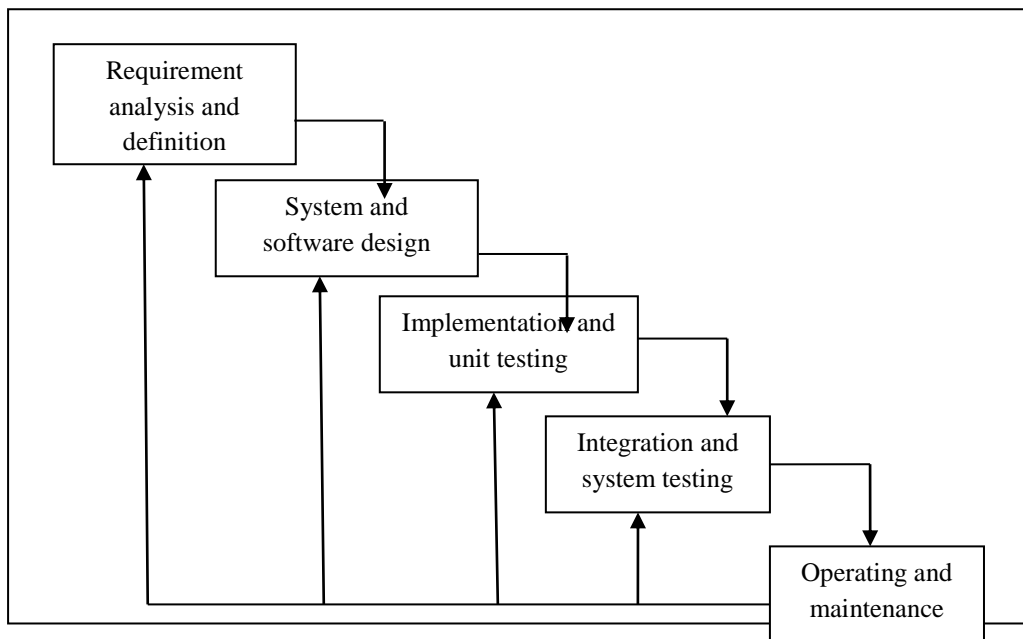 Requirement
analysis and
definition
System and
software design
Implementation and
unit testing
Integration and
system testing
Operating and
maintenance